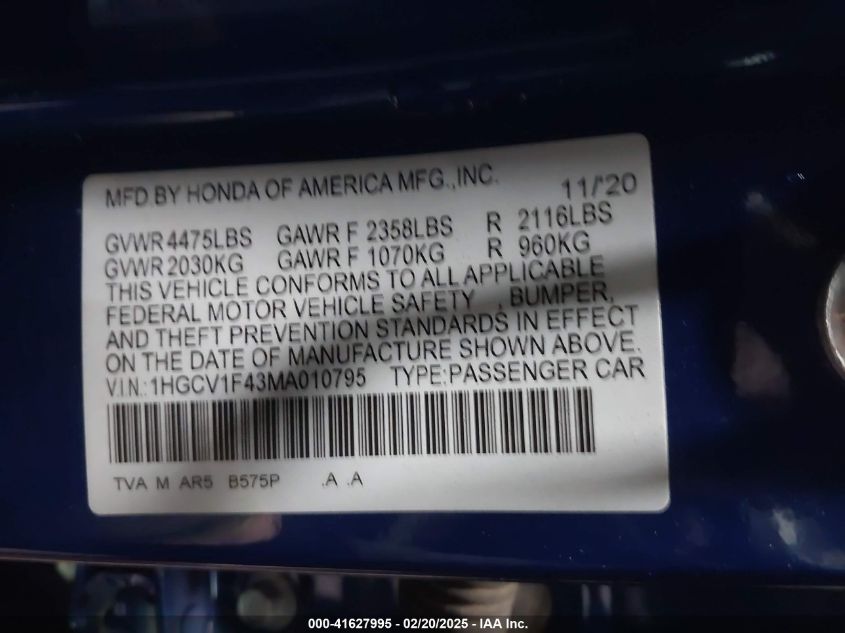 MFD.BY HONDA OF AMERICA MFG.,INC. 11/'20
GVWR 4475LBS GAWR F 2358LBS R 2116LBS
GVWR 2030KG GAWR F 1070KG R 960KG
THIS VEHICLE CONFORMS TO ALL APPLICABLE
FEDERAL MOTOR VEHICLE SAFETY , BUMPER,
AND THEFT PREVENTION STANDARDS IN EFFECT
ON THE DATE OF MANUFACTURE SHOWN ABOVE.
V.I.N.:1HGCV1F43MA010795 TYPE:PASSENGER CAR
TVA M AR5 B575P .A .A
000-41627995 - 02/20/2025 - IAA Inc.